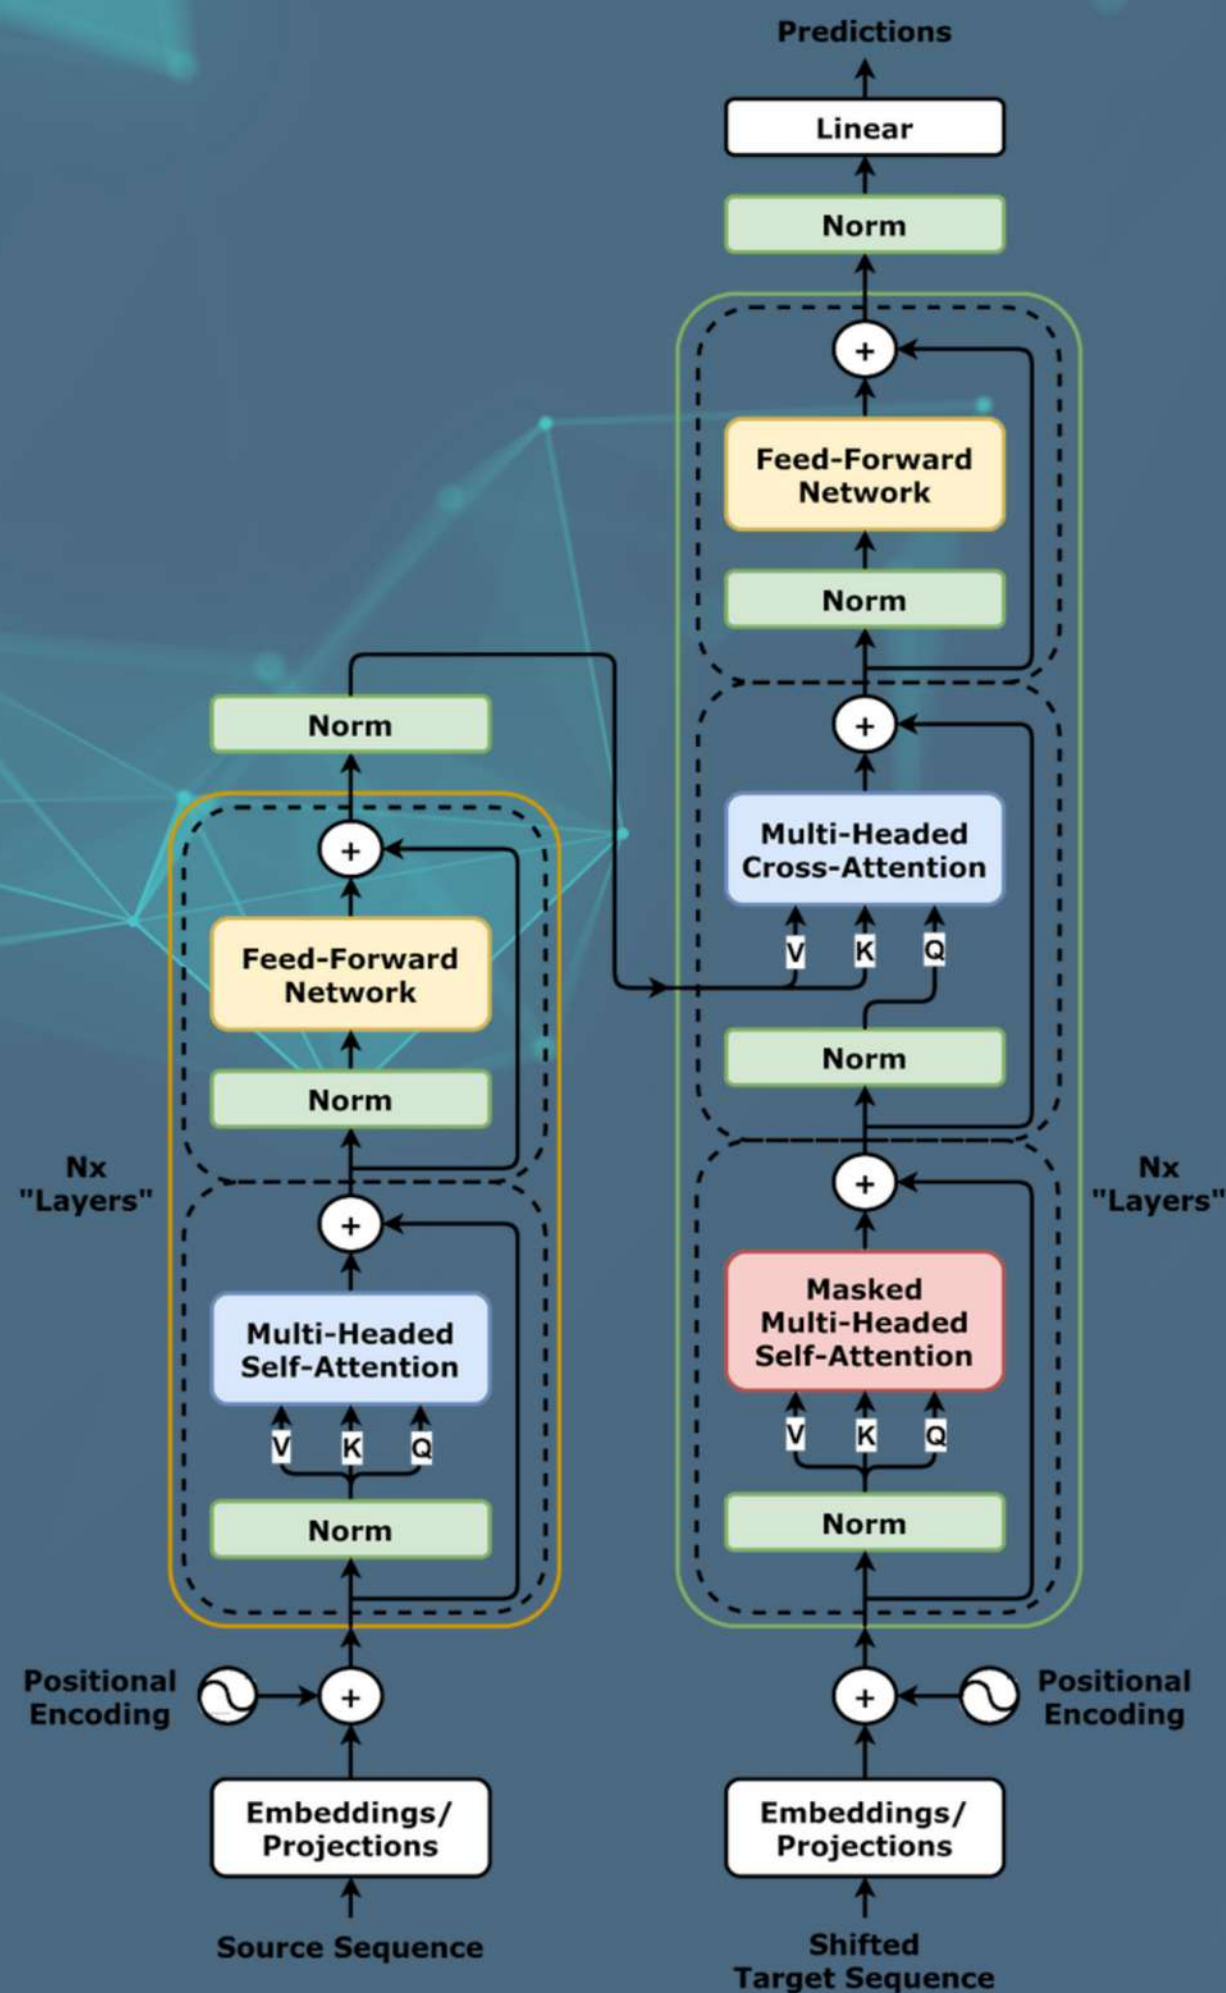 Predictions
Linear
Norm
+
Feed-Forward
Network
Norm
+
Multi-Headed
Cross-Attention
V K Q
Norm
+
Masked
Multi-Headed
Self-Attention
V K Q
Norm
Nx
"Layers"
+
Positional
Encoding
Embeddings/
Projections
Shifted
Target Sequence
Norm
+
Feed-Forward
Network
Norm
+
Multi-Headed
Self-Attention
V K Q
Norm
Nx
"Layers"
Positional
Encoding
+
Embeddings/
Projections
Source Sequence